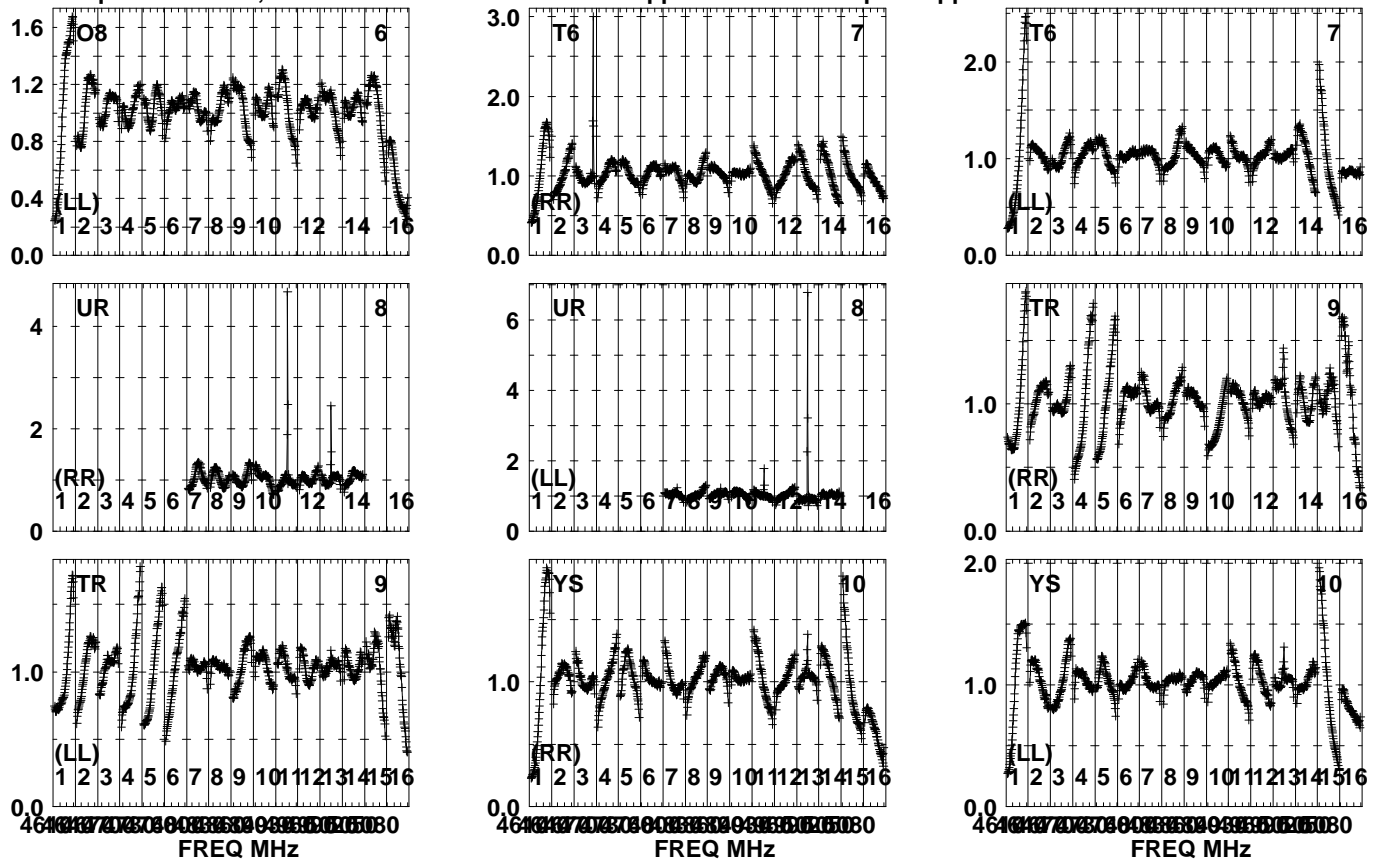 1.6 O8 6
1.2
0.8
0.4 (LL)
1 2 3 4 5 6 7 8 9 10 12 14 16
0.0
3.0 T6 7
2.0
1.0
(RR)
1 2 3 4 5 6 7 8 9 10 12 14 15 16
0.0
T6 7
2.0
1.0
(LL)
1 2 3 4 5 6 7 8 9 10 12 14 16
0.0
UR 8
4
2
(RR)
1 2 3 4 5 6 7 8 9 10 12 14 16
0
UR 8
6
4
2
(LL)
1 2 3 4 5 6 7 8 9 10 12 14 16
0
TR 9
1.0
(RR)
1 2 3 4 5 6 7 8 9 10 12 14 16
0.0
TR 9
1.0
(LL)
1 2 3 4 5 6 7 8 9 10 11 12 13 14 15 16
0.0
FREQ MHz
YS 10
1.0
(RR)
1 2 3 4 5 6 7 8 9 10 11 12 13 14 15 16
0.0
FREQ MHz
2.0 YS 10
1.0
(LL)
1 2 3 4 5 6 7 8 9 10 11 12 13 14 15 16
0.0
FREQ MHz